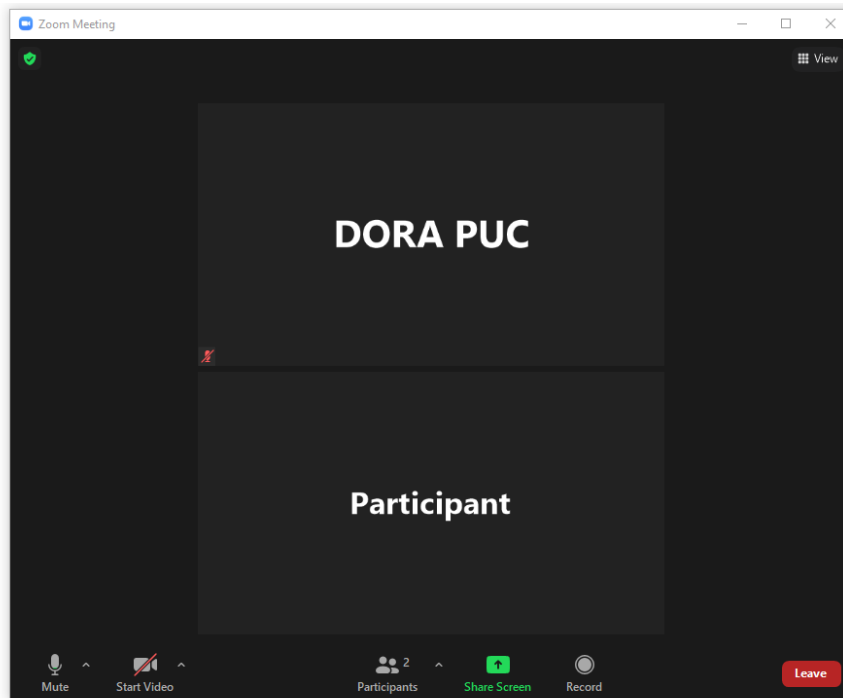 Zoom Meeting
View
DORA PUC
Participant
Mute
Start Video
Participants
2
Share Screen
Record
Leave